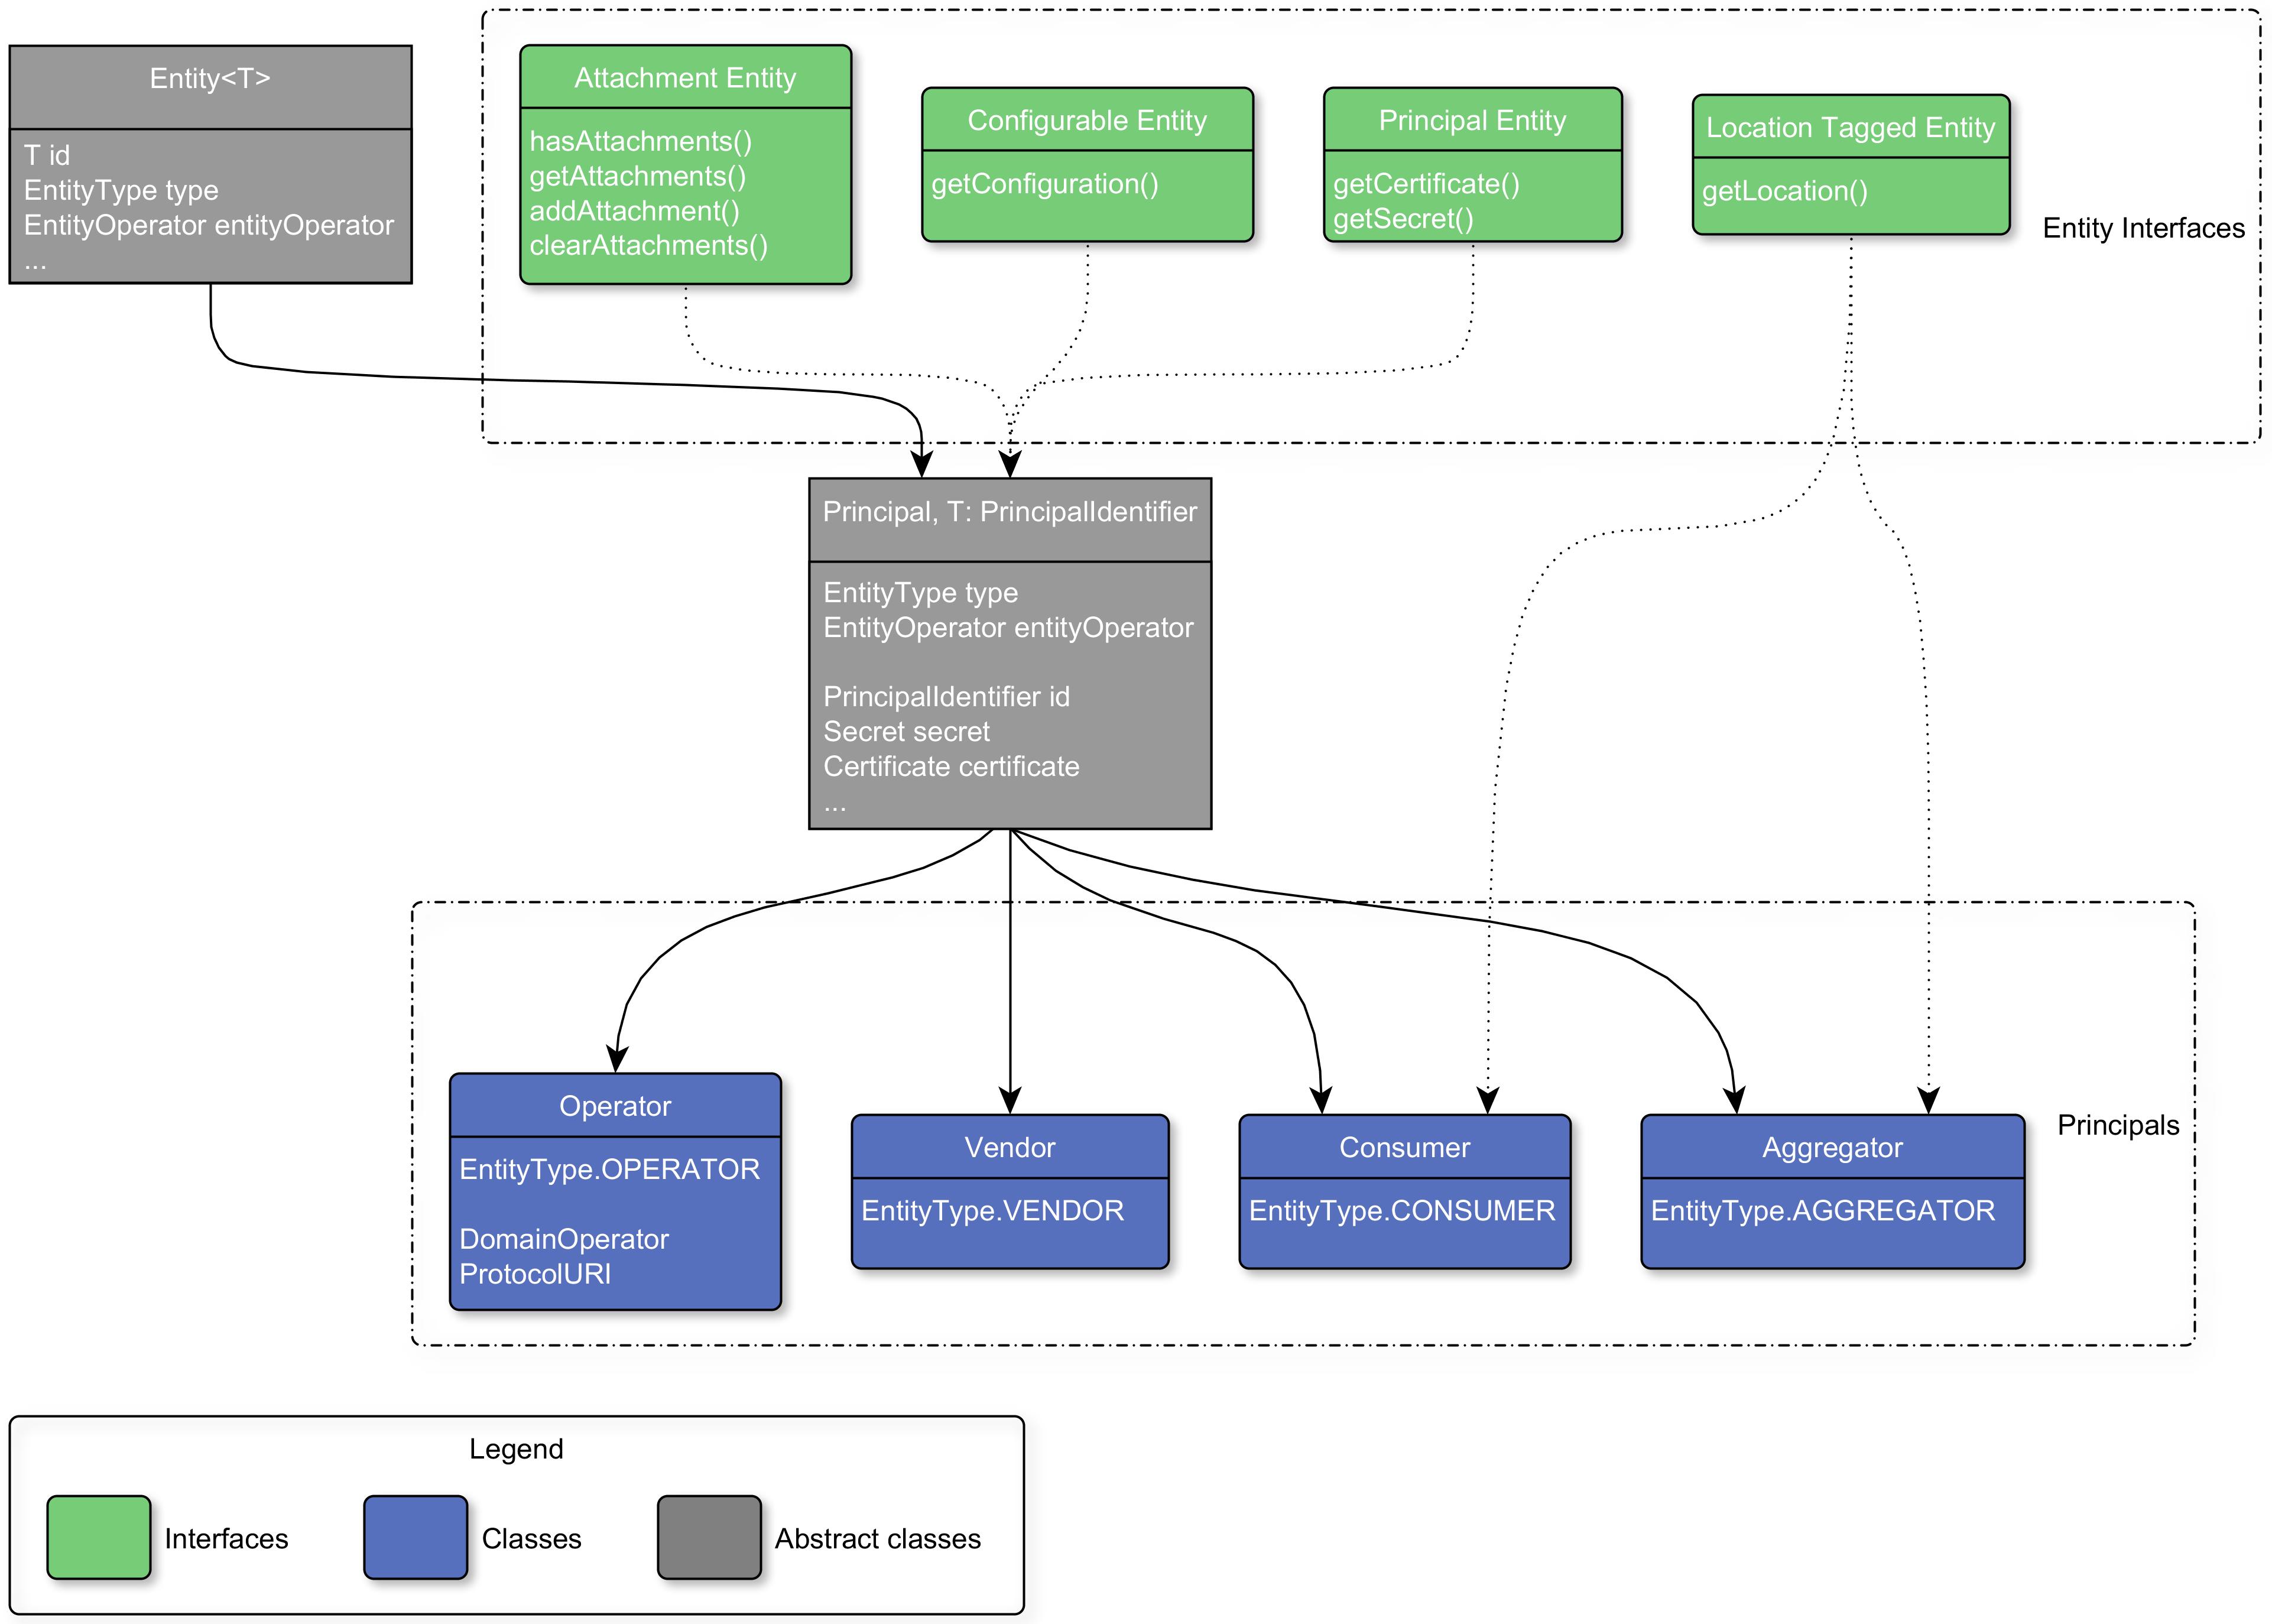 Entity<T>
T id
EntityType type
EntityOperator entityOperator
...
Attachment Entity
hasAttachments()
getAttachments()
addAttachment()
clearAttachments()
Configurable Entity
getConfiguration()
Principal Entity
getCertificate()
getSecret()
Location Tagged Entity
getLocation()
Entity Interfaces
Principal, T: PrincipalIdentifier
EntityType type
EntityOperator entityOperator
PrincipalIdentifier id
Secret secret
Certificate certificate
...
Operator
EntityType.OPERATOR
DomainOperator
ProtocolURI
Vendor
EntityType.VENDOR
Consumer
EntityType.CONSUMER
Aggregator
EntityType.AGGREGATOR
Principals
Legend
Interfaces
Classes
Abstract classes